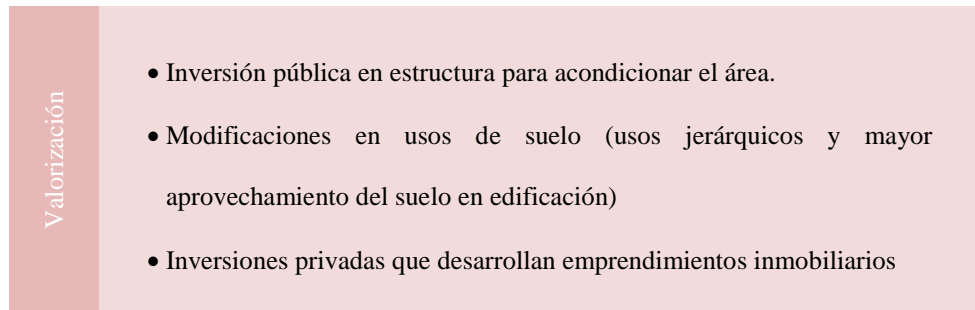 Valorización
• Inversión pública en estructura para acondicionar el área.
• Modificaciones en usos de suelo (usos jerárquicos y mayor
aprovechamiento del suelo en edificación)
• Inversiones privadas que desarrollan emprendimientos inmobiliarios